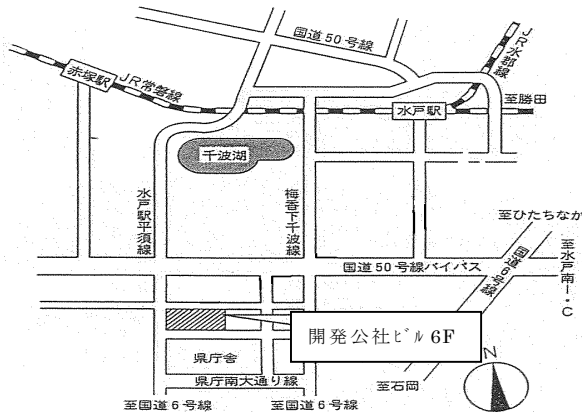 国道50号線
JR水郡線
赤塚駅
JR常磐線
水戸駅
至勝田
千波湖
水戸駅平須線
梅香下千波線
至ひたちなか
国道50号線バイパス
国道6号線
至水戸南I・C
開発公社ビル6F
県庁舎
県庁南大通り線
至石岡
N
至国道6号線
至国道6号線